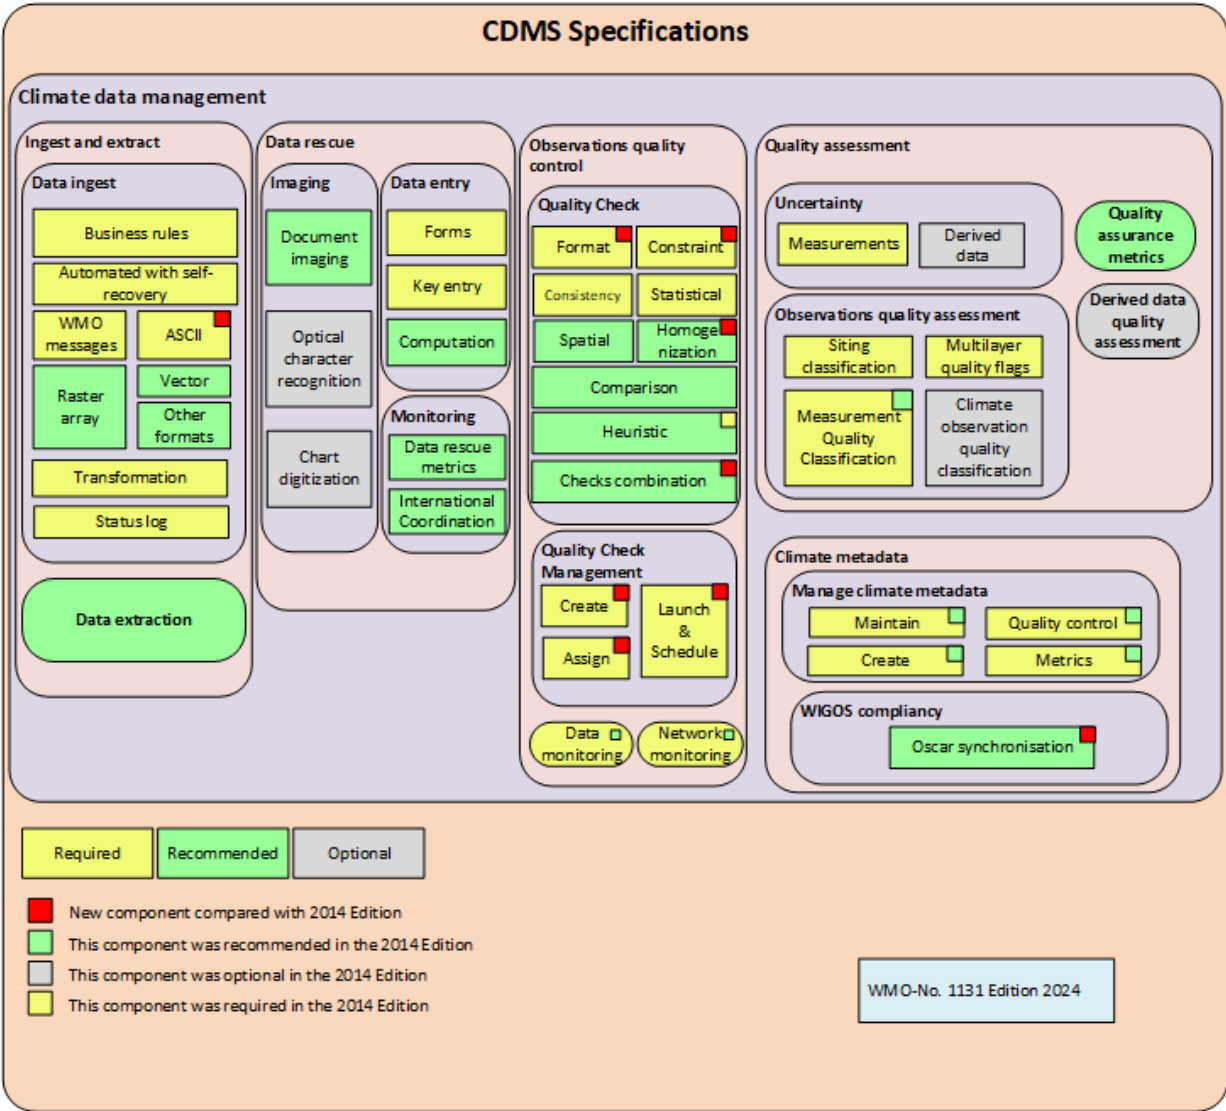 CDMS Specifications
Climate data management
Ingest and extract
Data ingest
Business rules
Automated with self-
recovery
WMO
messages
ASCII
Raster
array
Vector
Other
formats
Transformation
Status log
Data extraction
Data rescue
Imaging
Document
imaging
Optical
character
recognition
Chart
digitization
Data entry
Forms
Key entry
Computation
Monitoring
Data rescue
metrics
International
Coordination
Observations quality
control
Quality Check
Format
Constraint
Consistency
Statistical
Spatial
Homoge
nization
Comparison
Heuristic
Checks combination
Quality Check
Management
Create
Assign
Launch
&
Schedule
Data
monitoring
Network
monitoring
Quality assessment
Uncertainty
Measurements
Derived
data
Quality
assurance
metrics
Derived data
quality
assessment
Observations quality assessment
Siting
classification
Multilayer
quality flags
Measurement
Quality
Classification
Climate
observation
quality
classification
Climate metadata
Manage climate metadata
Maintain
Quality control
Create
Metrics
WIGOS compliancy
Oscar synchronisation
Required
Recommended
Optional
New component compared with 2014 Edition
This component was recommended in the 2014 Edition
This component was optional in the 2014 Edition
This component was required in the 2014 Edition
WMO-No. 1131 Edition 2024